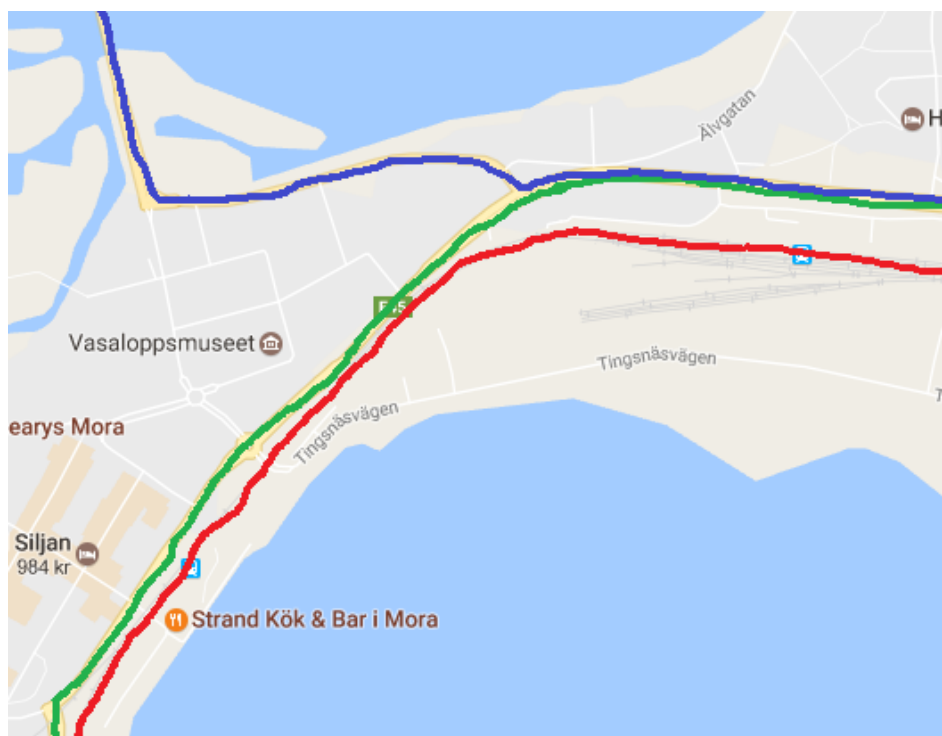 Älvgatan
H
Vasaloppsmuseet
Tingsnäsvägen
Tingsnäsvägen
earys Mora
Siljan
984 kr
Strand Kök & Bar i Mora